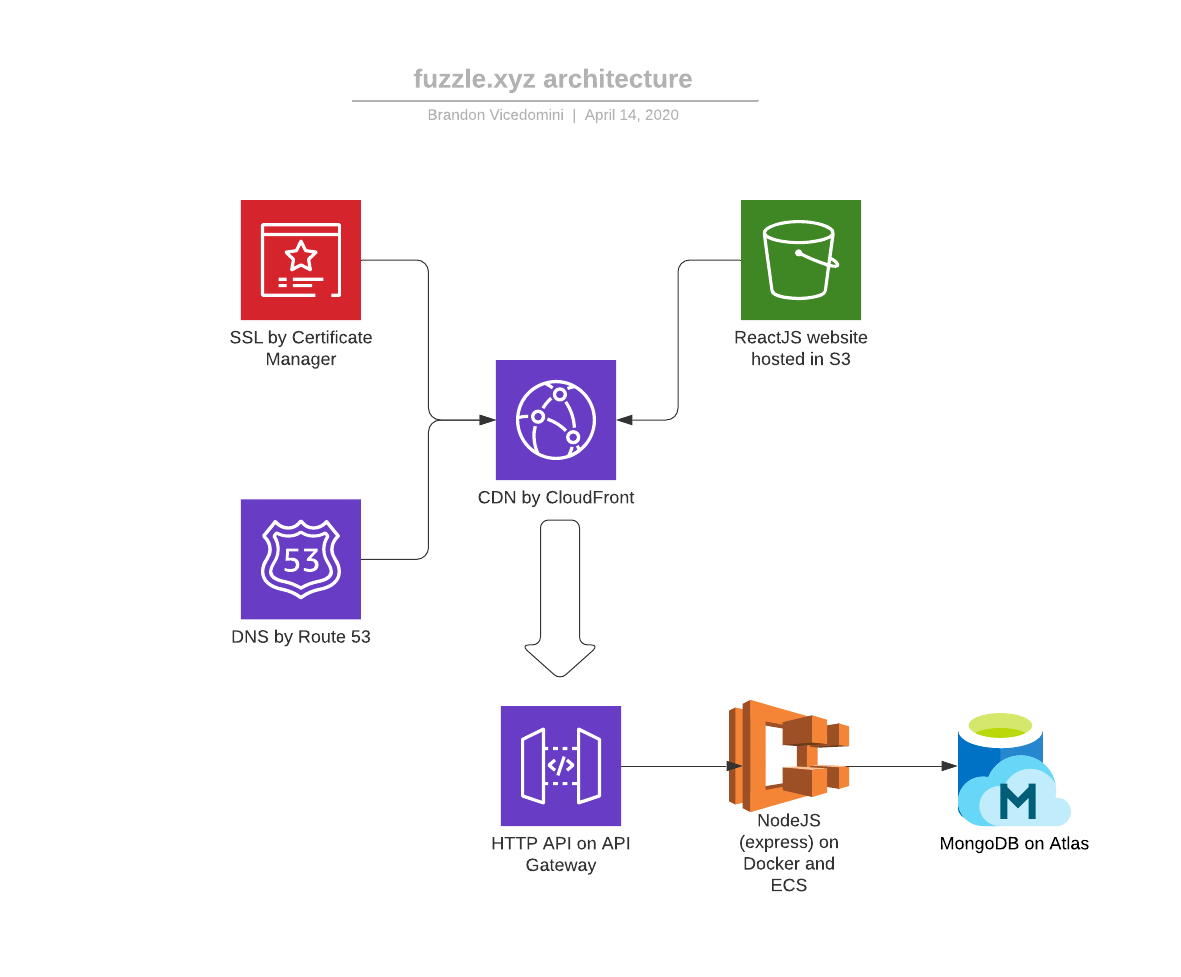 fuzzle.xyz architecture
Brandon Vicedomini | April 14, 2020
SSL by Certificate
Manager
ReactJS website
hosted in S3
CDN by CloudFront
53
DNS by Route 53
</>
HTTP API on API
Gateway
NodeJS
(express) on
Docker and
ECS
M
MongoDB on Atlas